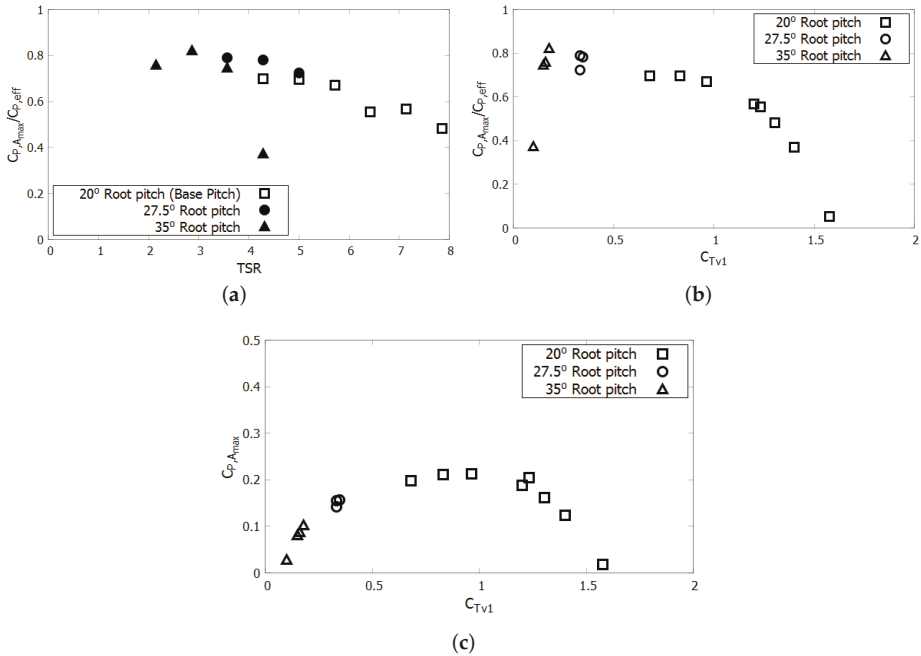 1
0.8
0.6
0.4
0.2
0
C_P,A_max/C_P,eff
20⁰ Root pitch (Base Pitch)
27.5⁰ Root pitch
35⁰ Root pitch
0 1 2 3 4 5 6 7 8
TSR
(a)
1
0.8
0.6
0.4
0.2
0
C_P,A_max/C_P,eff
20⁰ Root pitch
27.5⁰ Root pitch
35⁰ Root pitch
0 0.5 1 1.5 2
C_Tv1
(b)
0.5
0.4
0.3
0.2
0.1
0
C_P,A_max
20⁰ Root pitch
27.5⁰ Root pitch
35⁰ Root pitch
0 0.5 1 1.5 2
C_Tv1
(c)